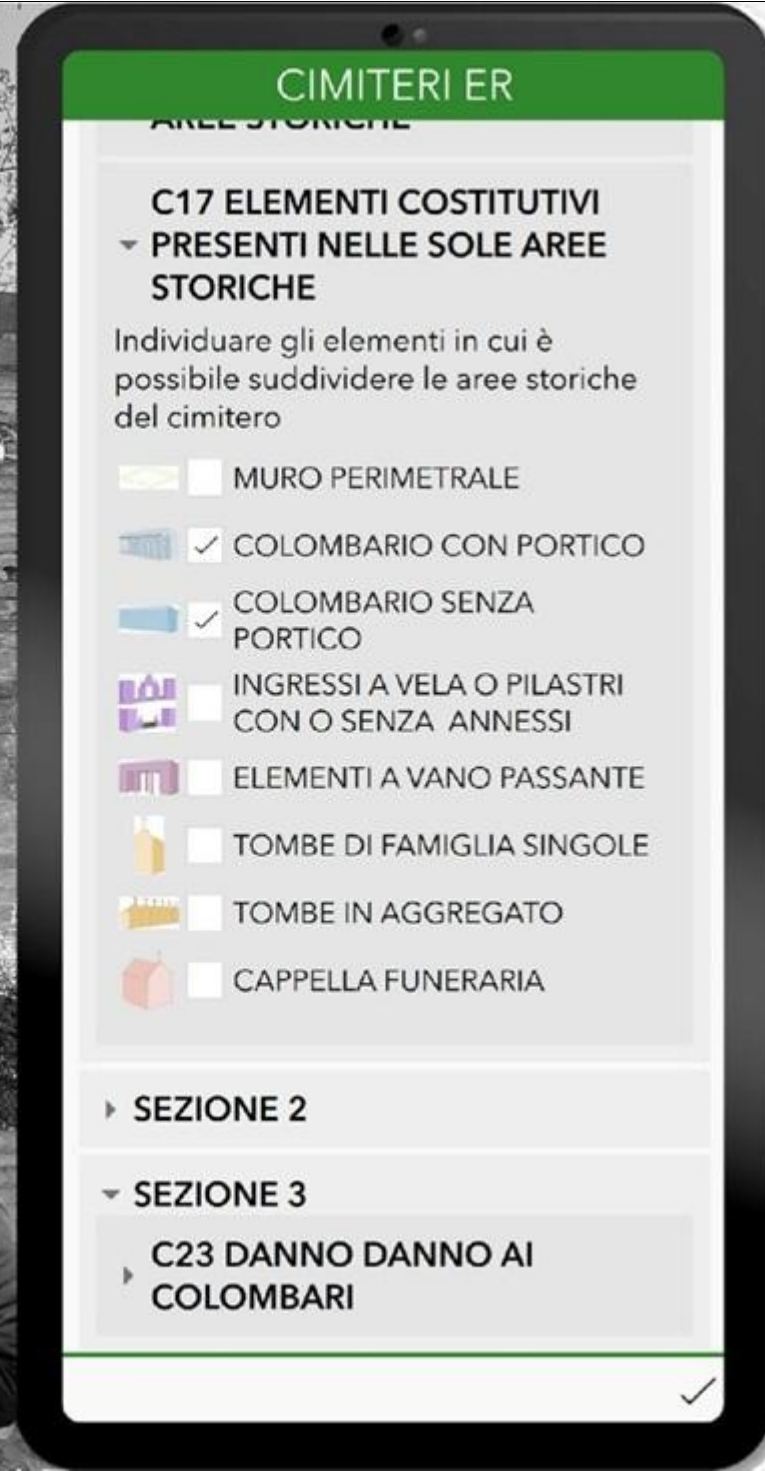 CIMITERI ER
AREE STORICHE
C17 ELEMENTI COSTITUTIVI
PRESENTI NELLE SOLE AREE
STORICHE
Individuare gli elementi in cui è
possibile suddividere le aree storiche
del cimitero
MURO PERIMETRALE
COLOMBARIO CON PORTICO
COLOMBARIO SENZA
PORTICO
INGRESSI A VELA O PILASTRI
CON O SENZA ANNESSI
ELEMENTI A VANO PASSANTE
TOMBE DI FAMIGLIA SINGOLE
TOMBE IN AGGREGATO
CAPPELLA FUNERARIA
SEZIONE 2
SEZIONE 3
C23 DANNO DANNO AI
COLOMBARI